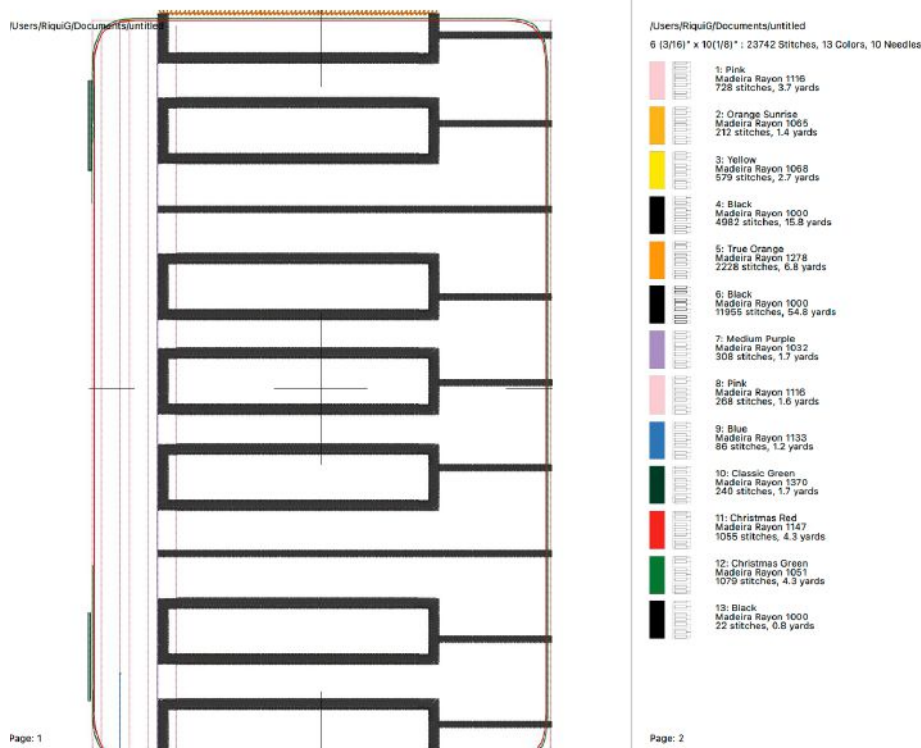 /Users/RiquiG/Documents/untitled
Page: 1
/Users/RiquiG/Documents/untitled
6 (3/16)" x 10(1/8)" : 23742 Stitches, 13 Colors, 10 Needles
1: Pink
Madeira Rayon 1116
728 stitches, 3.7 yards
2: Orange Sunrise
Madeira Rayon 1065
212 stitches, 1.4 yards
3: Yellow
Madeira Rayon 1068
579 stitches, 2.7 yards
4: Black
Madeira Rayon 1000
4982 stitches, 15.8 yards
5: True Orange
Madeira Rayon 1278
2228 stitches, 6.8 yards
6: Black
Madeira Rayon 1000
11955 stitches, 54.8 yards
7: Medium Purple
Madeira Rayon 1032
308 stitches, 1.7 yards
8: Pink
Madeira Rayon 1116
268 stitches, 1.6 yards
9: Blue
Madeira Rayon 1133
86 stitches, 1.2 yards
10: Classic Green
Madeira Rayon 1370
240 stitches, 1.7 yards
11: Christmas Red
Madeira Rayon 1147
1055 stitches, 4.3 yards
12: Christmas Green
Madeira Rayon 1051
1079 stitches, 4.3 yards
13: Black
Madeira Rayon 1000
22 stitches, 0.8 yards
Page: 2